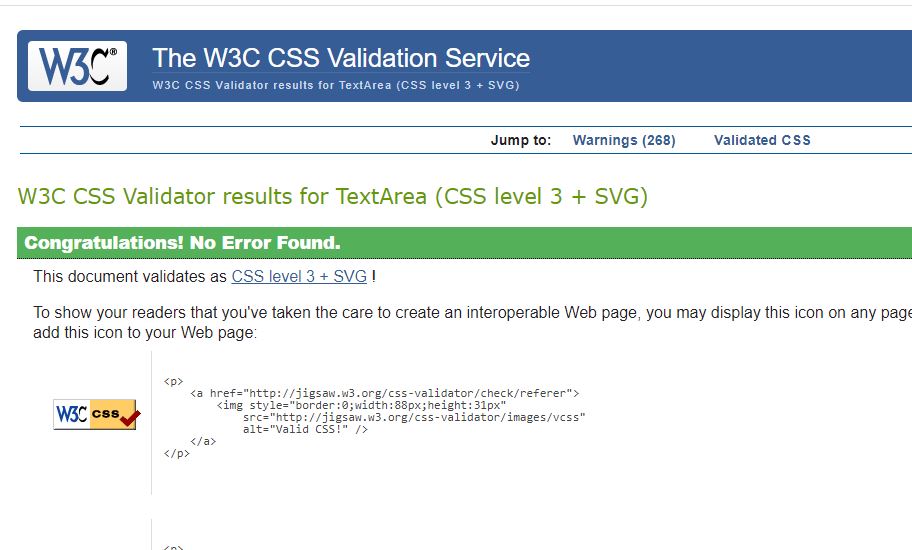 W3C®
The W3C CSS Validation Service
W3C CSS Validator results for TextArea (CSS level 3 + SVG)
Jump to: Warnings (268) Validated CSS
W3C CSS Validator results for TextArea (CSS level 3 + SVG)
Congratulations! No Error Found.
This document validates as CSS level 3 + SVG !
To show your readers that you've taken the care to create an interoperable Web page, you may display this icon on any page
add this icon to your Web page:
<p>
<a href="http://jigsaw.w3.org/css-validator/check/referer">
<img style="border:0;width:88px;height:31px"
src="http://jigsaw.w3.org/css-validator/images/vcss"
alt="Valid CSS!" />
</a>
</p>
W3C css
<p>